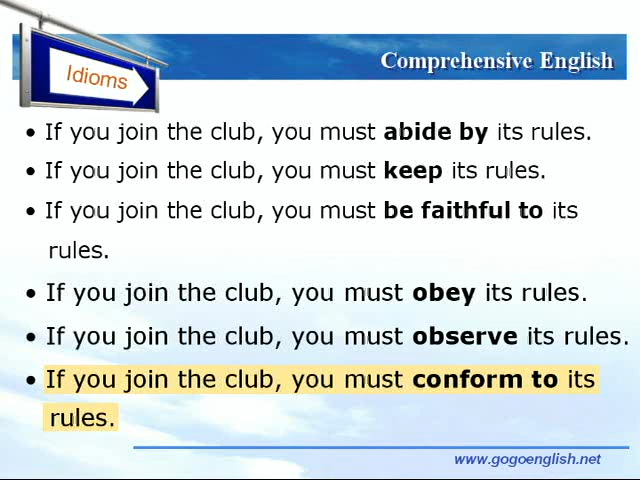 Idioms
Comprehensive English
• If you join the club, you must abide by its rules.
• If you join the club, you must keep its rules.
• If you join the club, you must be faithful to its
rules.
• If you join the club, you must obey its rules.
• If you join the club, you must observe its rules.
• If you join the club, you must conform to its
rules.
www.gogoenglish.net